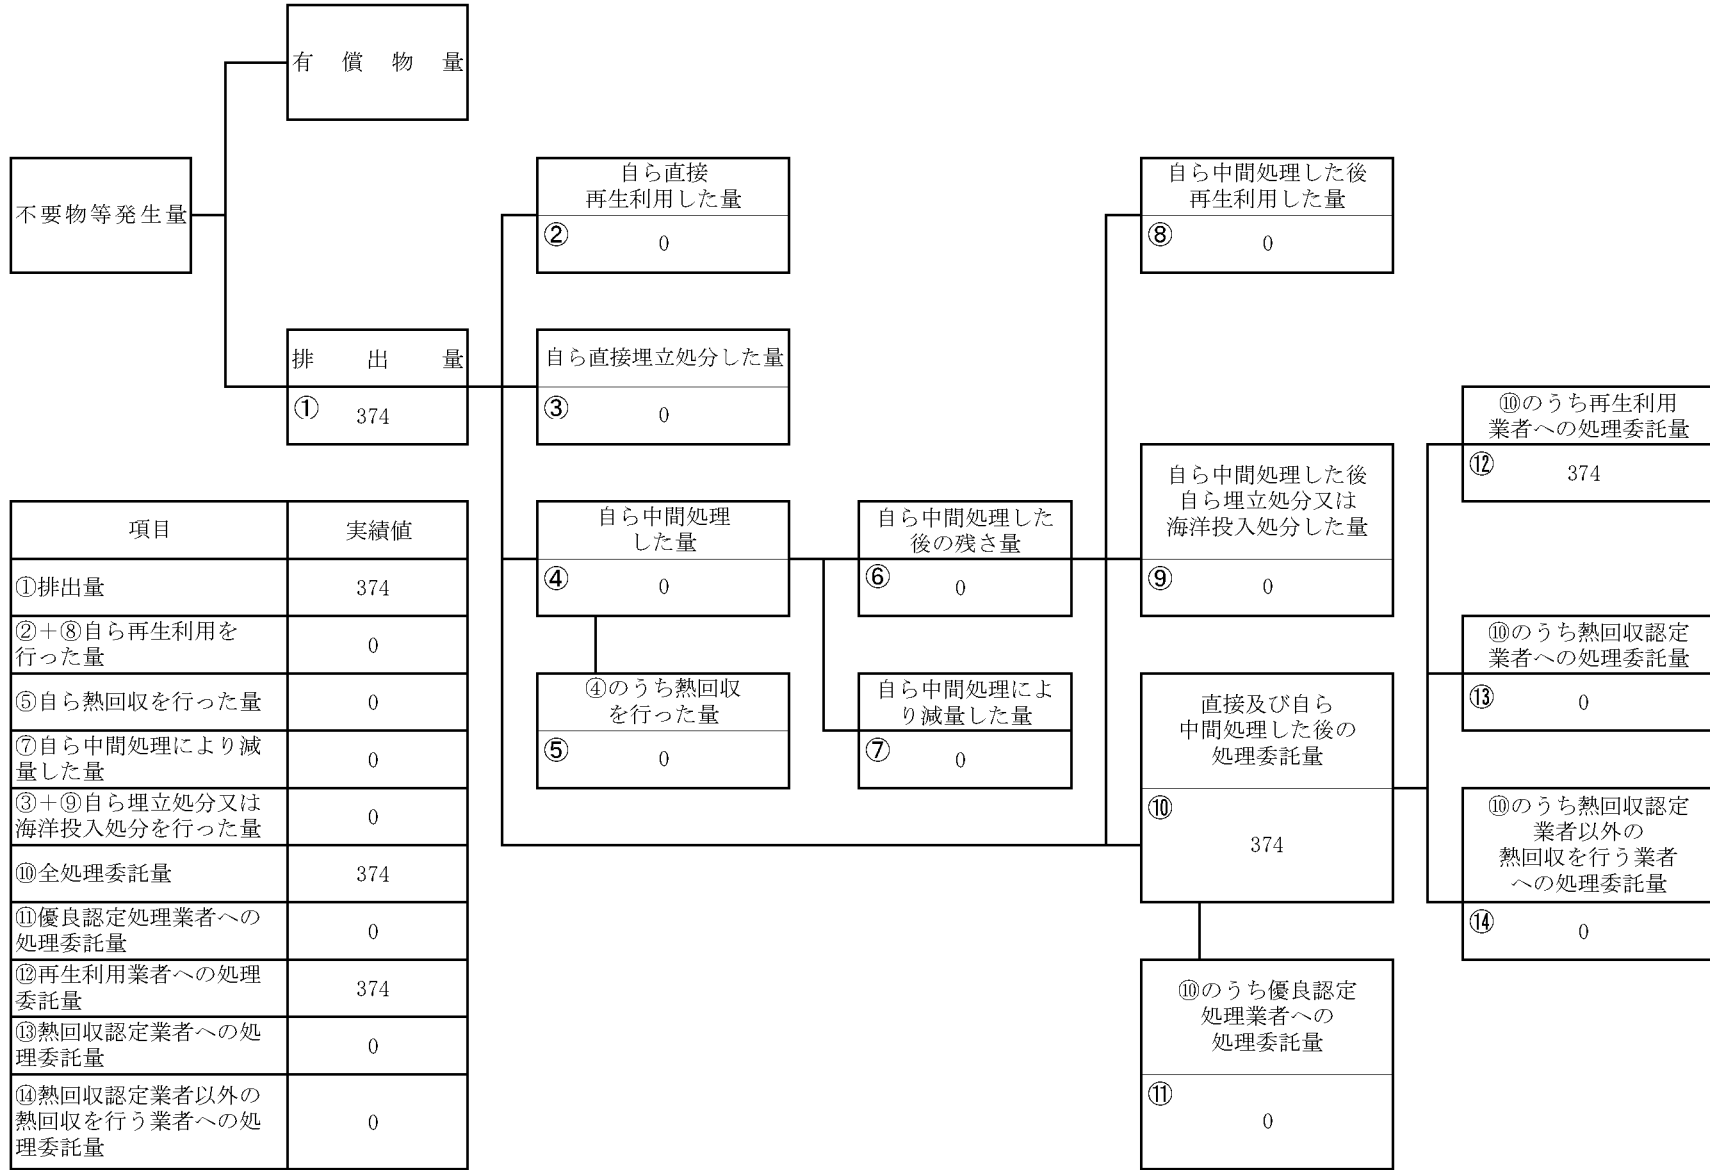 有償物量
不要物等発生量
排出量
①
374
自ら直接
再生利用した量
②
0
自ら直接埋立処分した量
③
0
自ら中間処理
した量
④
0
④のうち熱回収
を行った量
⑤
0
自ら中間処理した
後の残さ量
⑥
0
自ら中間処理によ
り減量した量
⑦
0
自ら中間処理した後
再生利用した量
⑧
0
自ら中間処理した後
自ら埋立処分又は
海洋投入処分した量
⑨
0
直接及び自ら
中間処理した後の
処理委託量
⑩
374
⑩のうち優良認定
処理業者への
処理委託量
⑪
0
⑩のうち再生利用
業者への処理委託量
⑫
374
⑩のうち熱回収認定
業者への処理委託量
⑬
0
⑩のうち熱回収認定
業者以外の
熱回収を行う業者
への処理委託量
⑭
0
項目 実績値
①排出量 374
②+⑧自ら再生利用を
行った量 0
⑤自ら熱回収を行った量 0
⑦自ら中間処理により減
量した量 0
③+⑨自ら埋立処分又は
海洋投入処分を行った量 0
⑩全処理委託量 374
⑪優良認定処理業者への
処理委託量 0
⑫再生利用業者への処理
委託量 374
⑬熱回収認定業者への処
理委託量 0
⑭熱回収認定業者以外の
熱回収を行う業者への処
理委託量 0